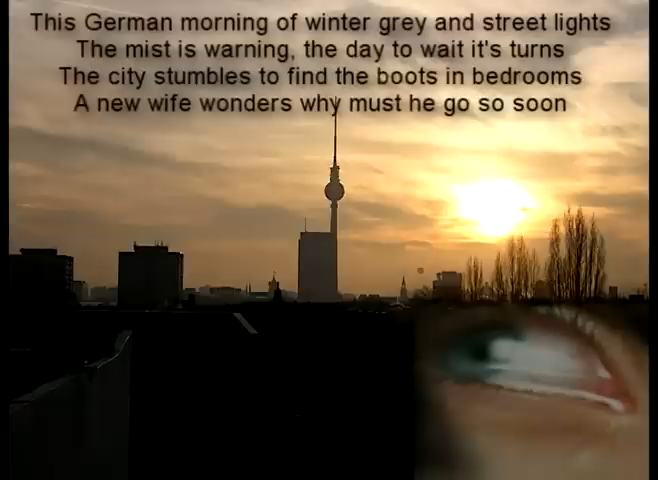 This German morning of winter grey and street lights
The mist is warning, the day to wait it's turns
The city stumbles to find the boots in bedrooms
A new wife wonders why must he go so soon